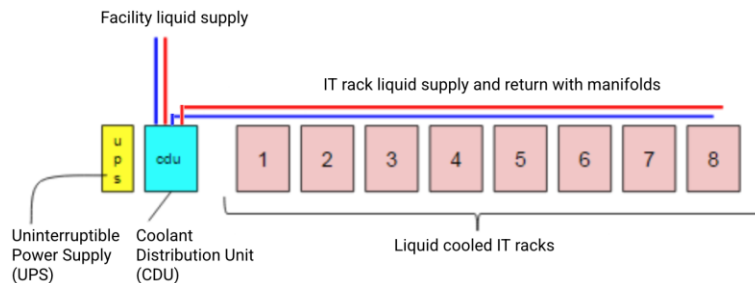 Facility liquid supply
IT rack liquid supply and return with manifolds
u
p
s
cdu
1
2
3
4
5
6
7
8
Uninterruptible
Power Supply
(UPS)
Coolant
Distribution Unit
(CDU)
Liquid cooled IT racks